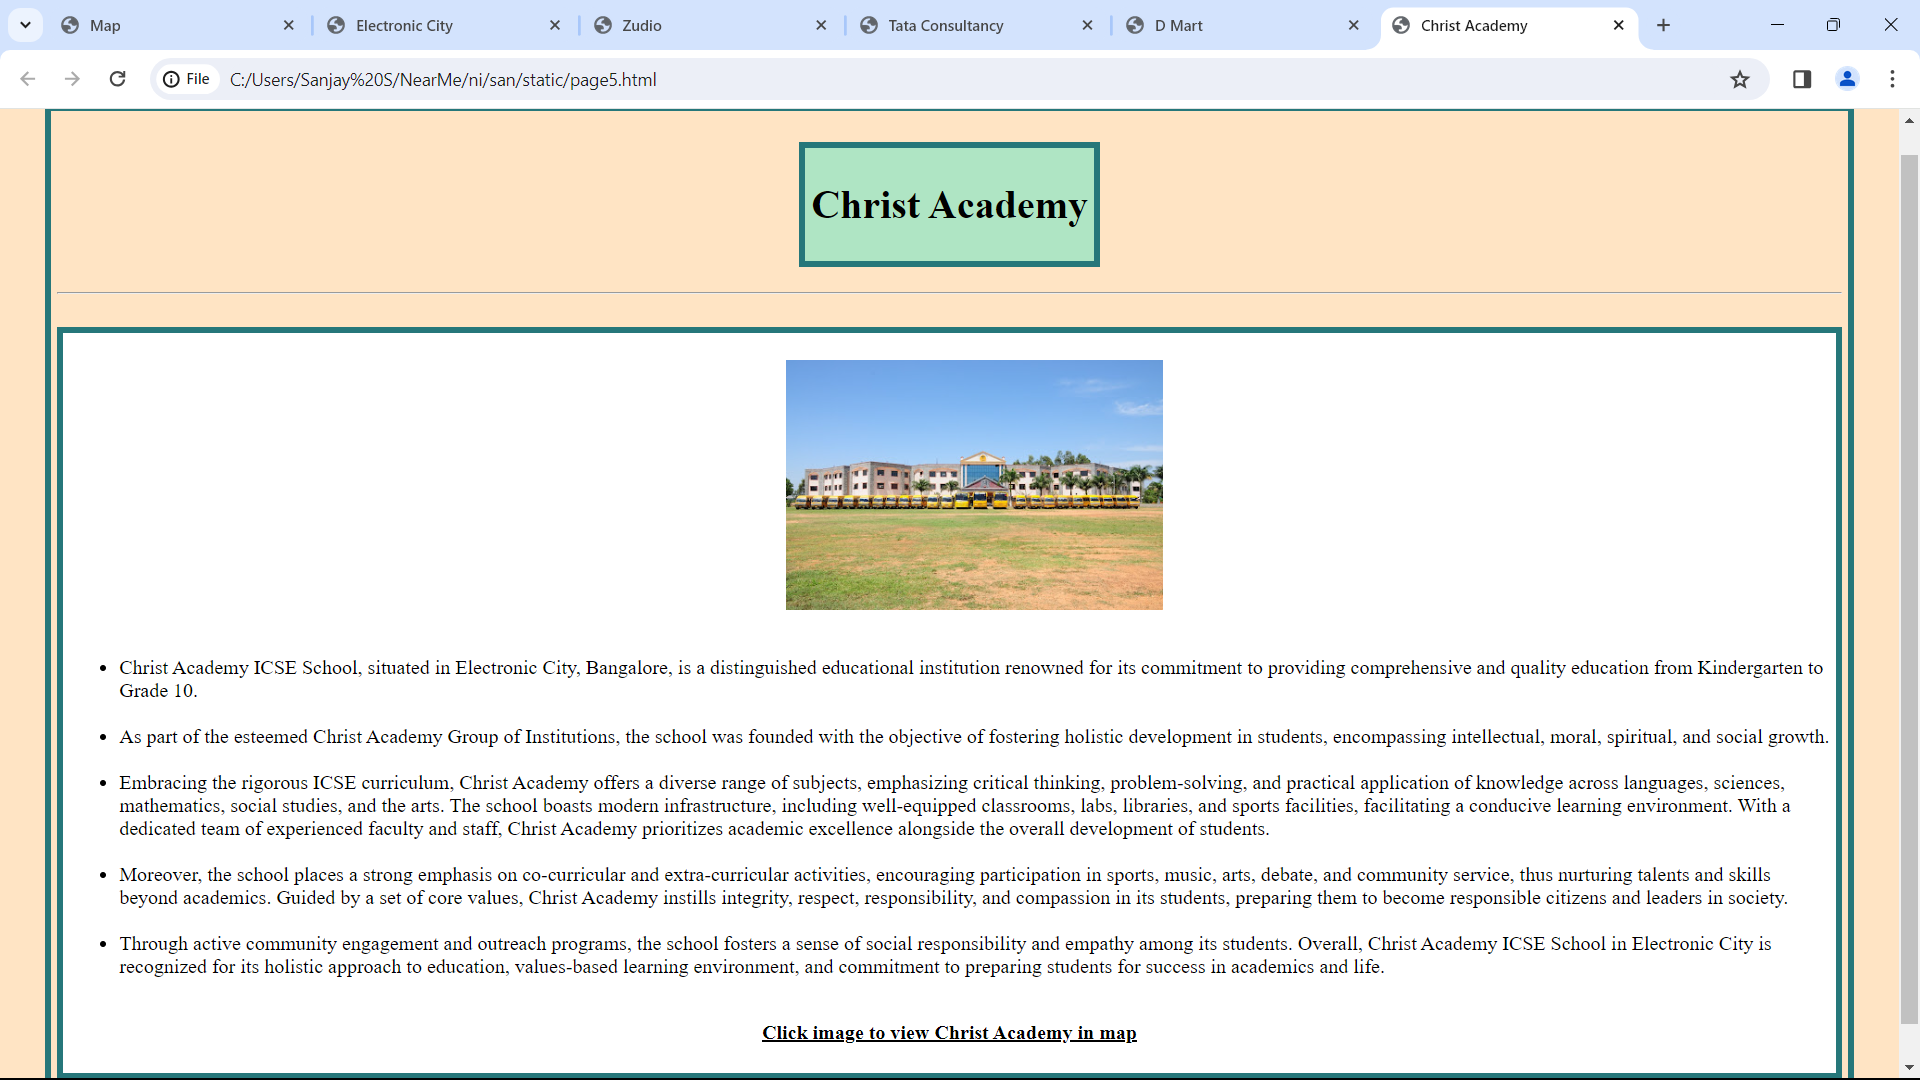 Map
Electronic City
Zudio
Tata Consultancy
D Mart
Christ Academy
File
C:/Users/Sanjay%20S/NearMe/ni/san/static/page5.html
Christ Academy
Christ Academy ICSE School, situated in Electronic City, Bangalore, is a distinguished educational institution renowned for its commitment to providing comprehensive and quality education from Kindergarten to
Grade 10.
As part of the esteemed Christ Academy Group of Institutions, the school was founded with the objective of fostering holistic development in students, encompassing intellectual, moral, spiritual, and social growth.
Embracing the rigorous ICSE curriculum, Christ Academy offers a diverse range of subjects, emphasizing critical thinking, problem-solving, and practical application of knowledge across languages, sciences,
mathematics, social studies, and the arts. The school boasts modern infrastructure, including well-equipped classrooms, labs, libraries, and sports facilities, facilitating a conducive learning environment. With a
dedicated team of experienced faculty and staff, Christ Academy prioritizes academic excellence alongside the overall development of students.
Moreover, the school places a strong emphasis on co-curricular and extra-curricular activities, encouraging participation in sports, music, arts, debate, and community service, thus nurturing talents and skills
beyond academics. Guided by a set of core values, Christ Academy instills integrity, respect, responsibility, and compassion in its students, preparing them to become responsible citizens and leaders in society.
Through active community engagement and outreach programs, the school fosters a sense of social responsibility and empathy among its students. Overall, Christ Academy ICSE School in Electronic City is
recognized for its holistic approach to education, values-based learning environment, and commitment to preparing students for success in academics and life.
Click image to view Christ Academy in map